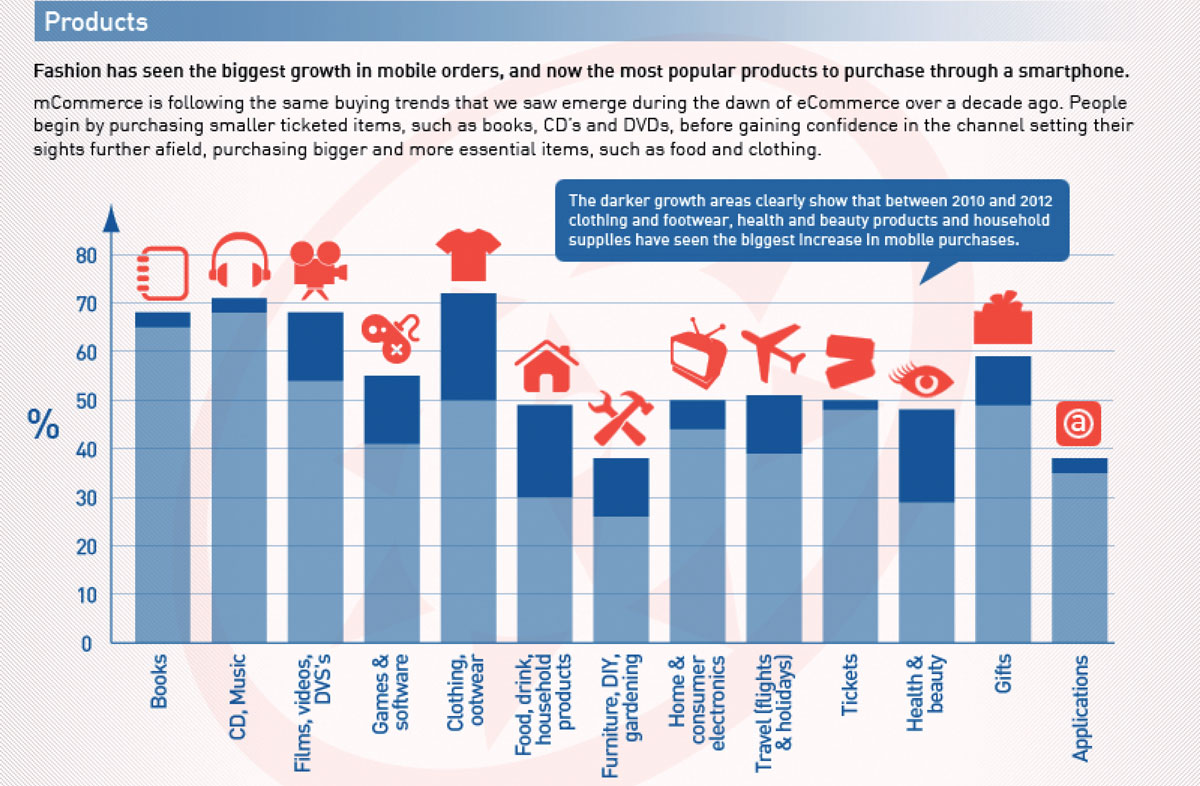 Products
Fashion has seen the biggest growth in mobile orders, and now the most popular products to purchase through a smartphone.
mCommerce is following the same buying trends that we saw emerge during the dawn of eCommerce over a decade ago. People
begin by purchasing smaller ticketed items, such as books, CD's and DVDs, before gaining confidence in the channel setting their
sights further afield, purchasing bigger and more essential items, such as food and clothing.
The darker growth areas clearly show that between 2010 and 2012
clothing and footwear, health and beauty products and household
supplies have seen the biggest increase in mobile purchases.
%
80
70
60
50
40
30
20
10
0
@
Books
CD, Music
Films, videos,
DVS's
Games &
software
Clothing,
ootwear
Food, drink,
household
products
Furniture, DIY,
gardening
Home &
consumer
electronics
Travel (flights
& holidays)
Tickets
Health &
beauty
Gifts
Applications